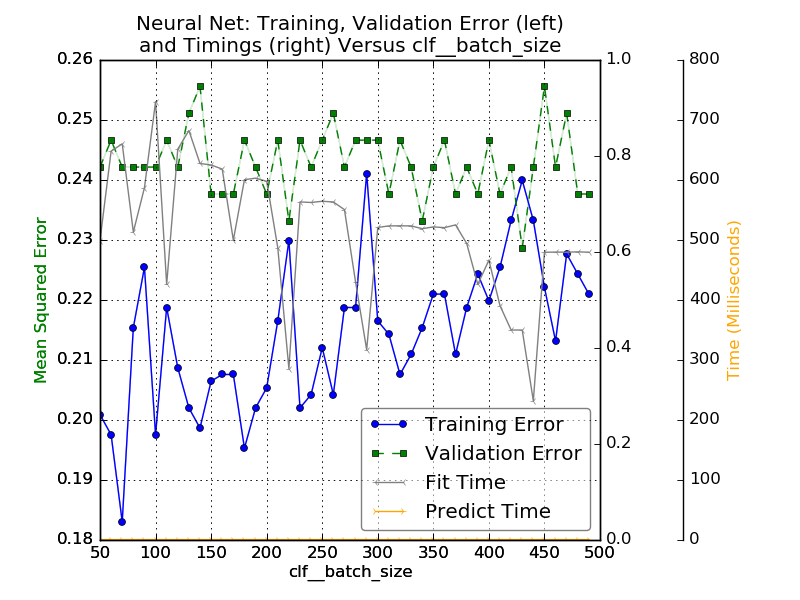 Neural Net: Training, Validation Error (left)
and Timings (right) Versus clf__batch_size
0.26
0.25
0.24
0.23
0.22
0.21
0.20
0.19
0.18
Mean Squared Error
1.0
0.8
0.6
0.4
0.2
0.0
800
700
600
500
400
300
200
100
0
Time (Milliseconds)
Training Error
Validation Error
Fit Time
Predict Time
50 100 150 200 250 300 350 400 450 500
clf__batch_size